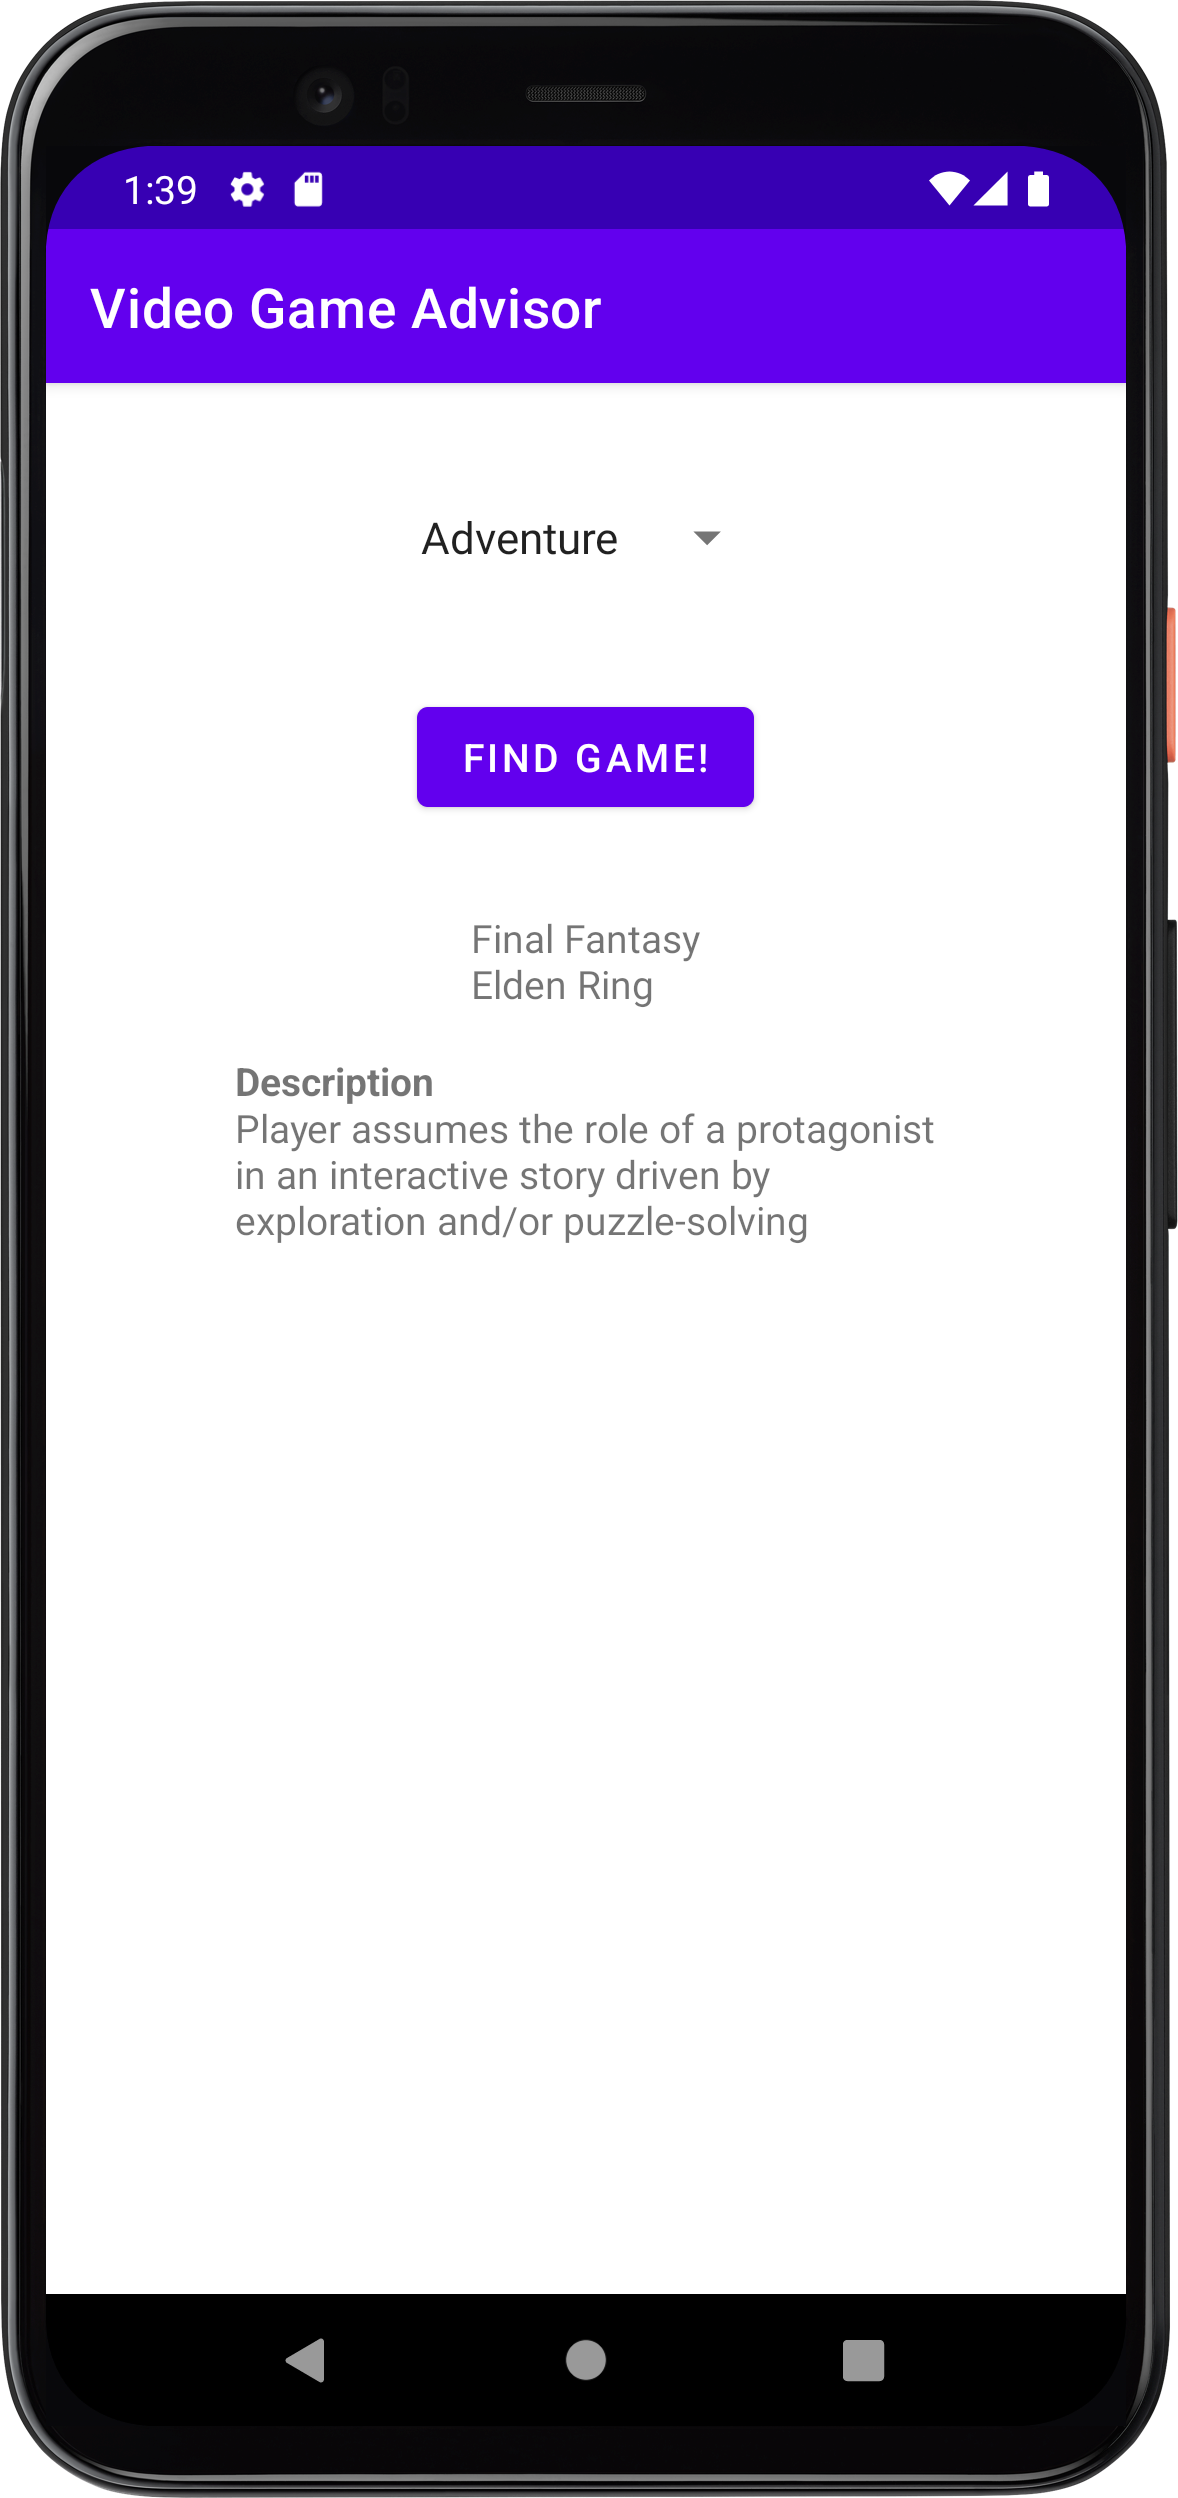 1:39
Video Game Advisor
Adventure
FIND GAME!
Final Fantasy
Elden Ring
Description
Player assumes the role of a protagonist
in an interactive story driven by
exploration and/or puzzle-solving